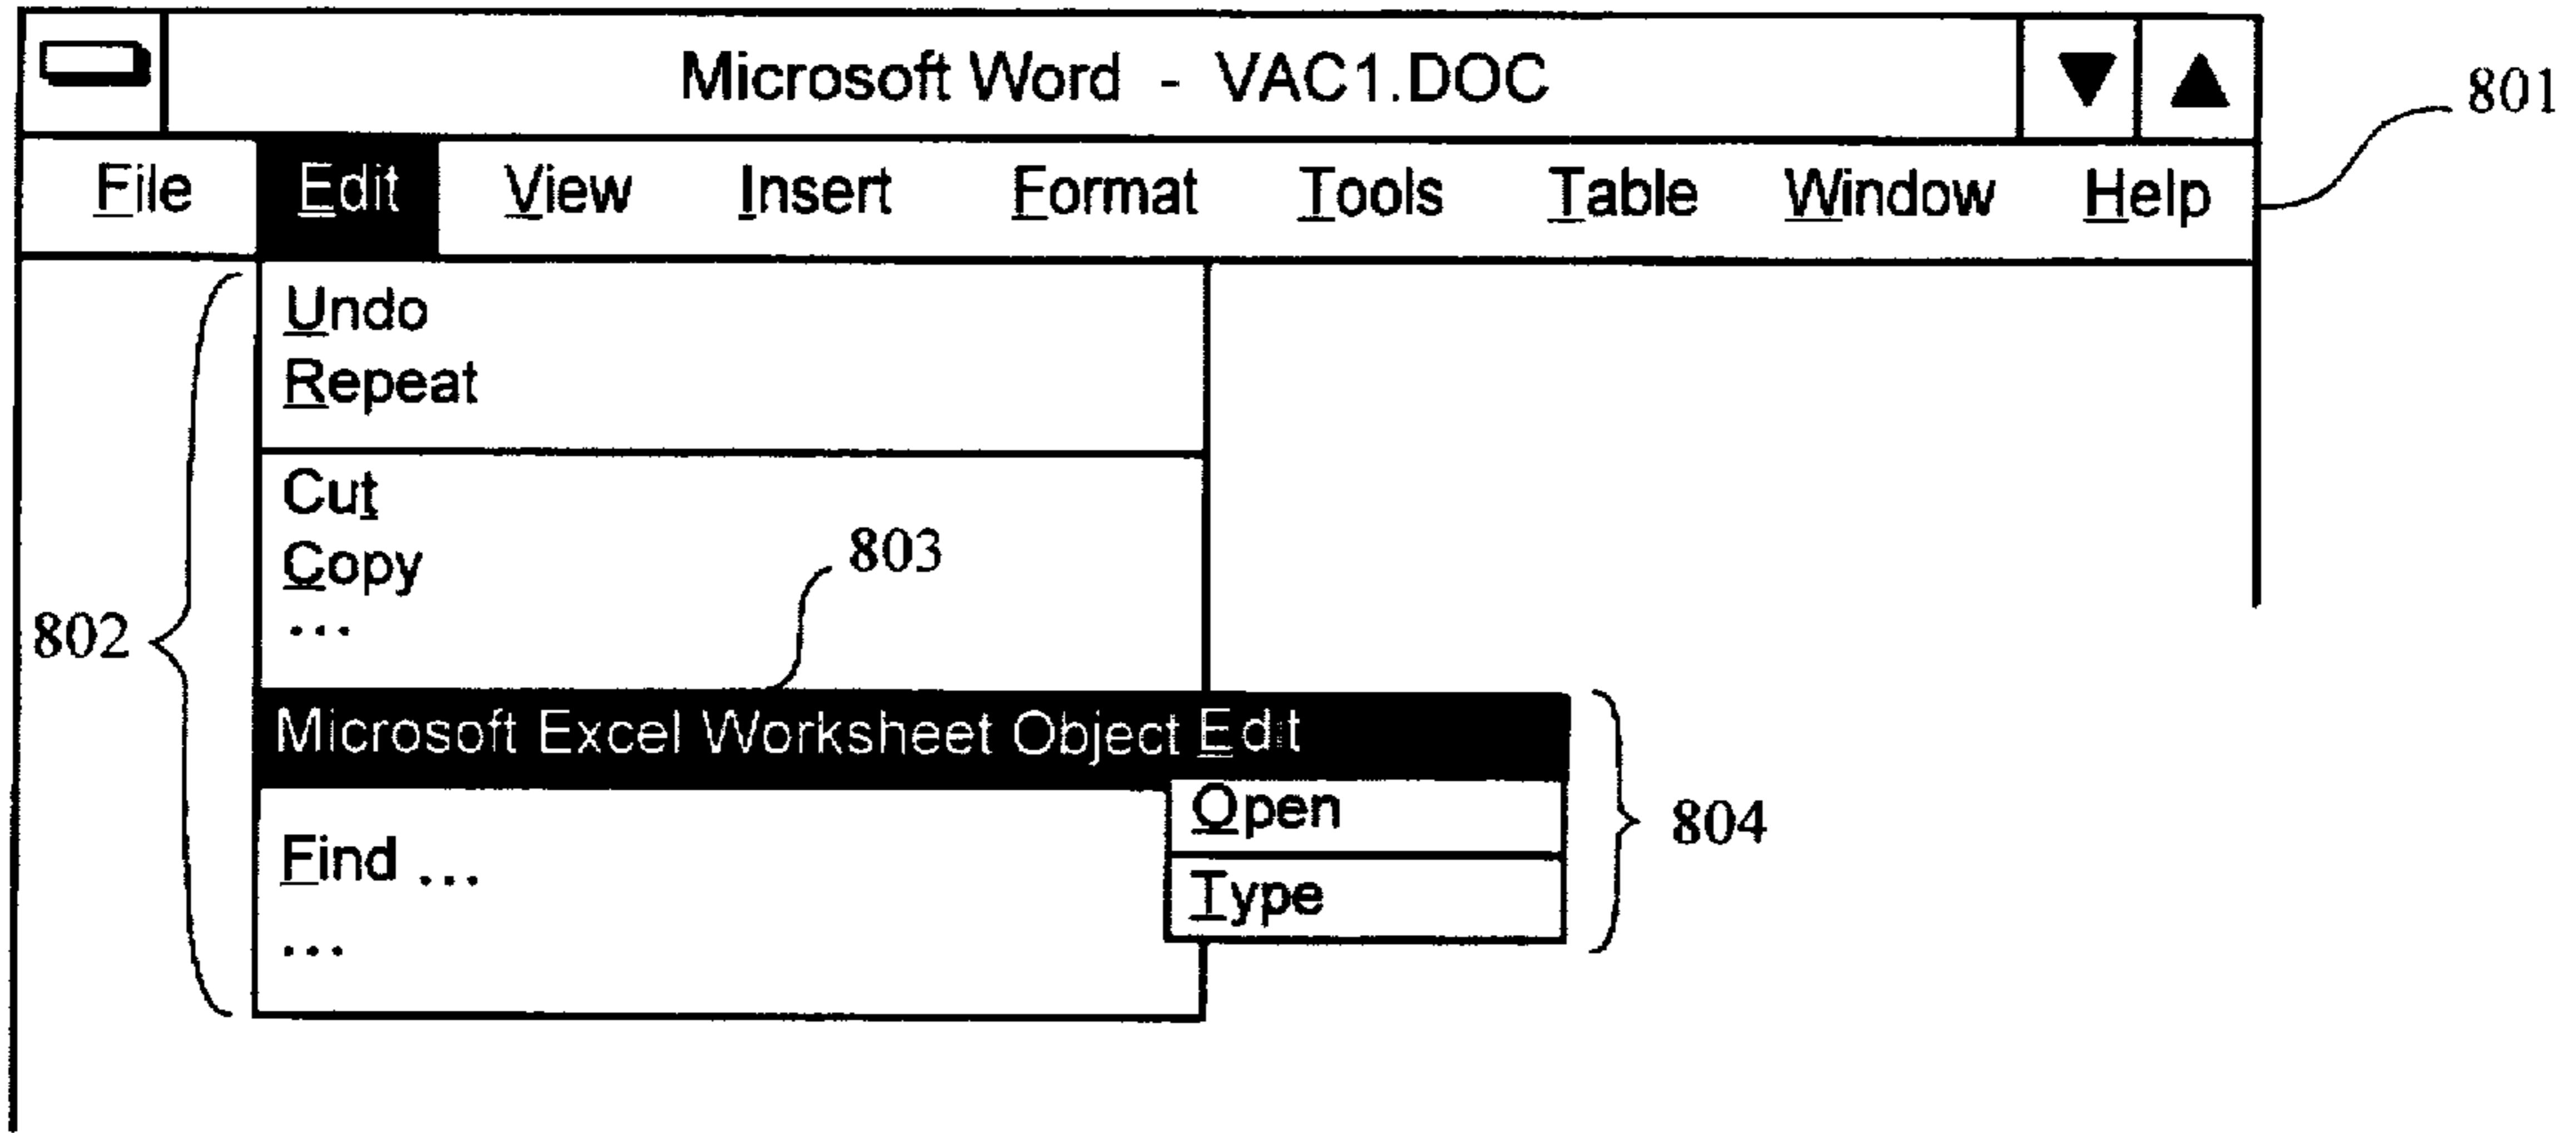 Microsoft Word - VAC1.DOC
801
File Edit View Insert Format Tools Table Window Help
Undo
Repeat
Cut
Copy
...
803
802
Microsoft Excel Worksheet Object Edit
Open
804
Find ...
Type
...